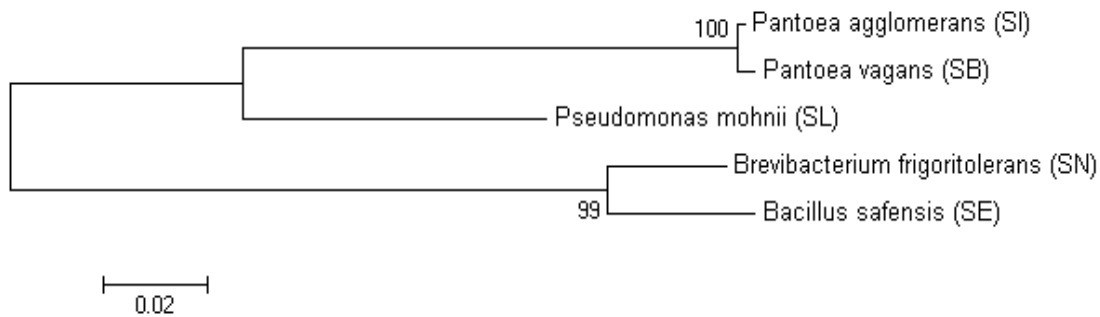 100
Pantoea agglomerans (SI)
Pantoea vagans (SB)
Pseudomonas mohnii (SL)
Brevibacterium frigoritolerans (SN)
99
Bacillus safensis (SE)
0.02